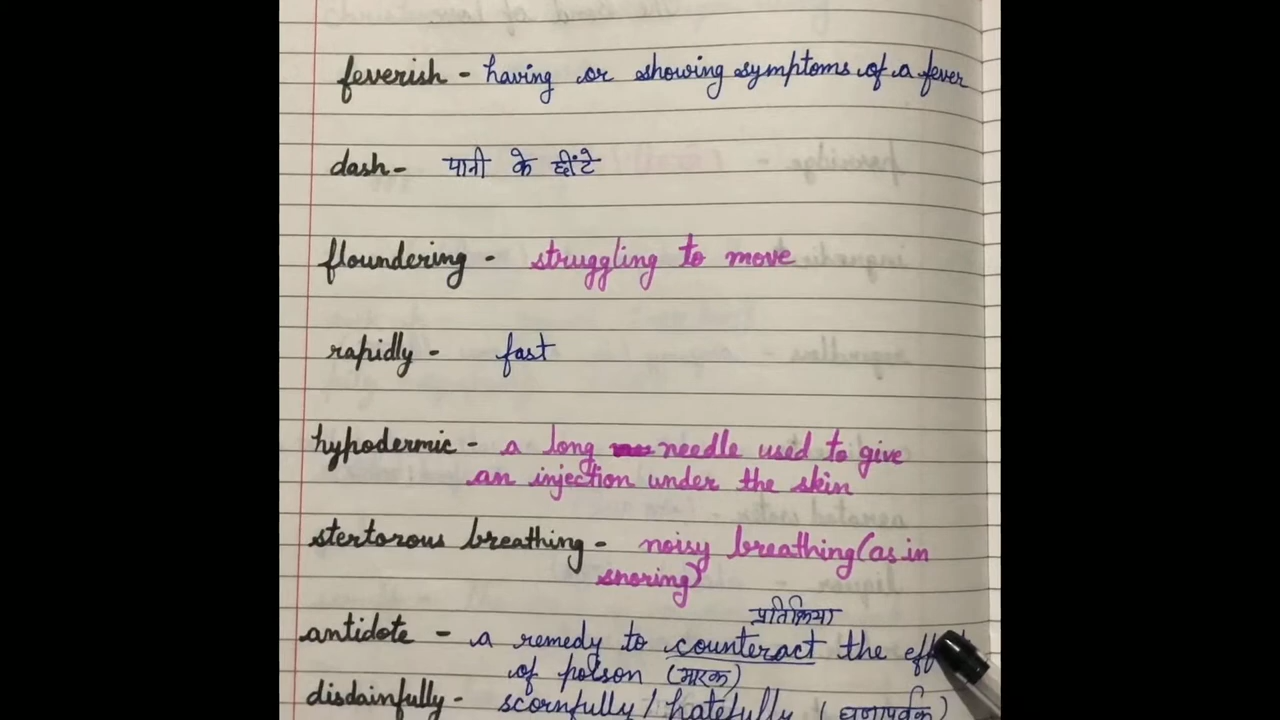 feverish - having or showing symptoms of a fever
dash - पानी के छींटे
floundering - struggling to move
rapidly - fast
hypodermic - a long needle used to give
an injection under the skin
stertorous breathing - noisy breathing (as in
snoring)
प्रतिक्रिया
antidote - a remedy to counteract the
of poison (मारक)
disdainfully - scornfully / hatefully (घृणापूर्वक)